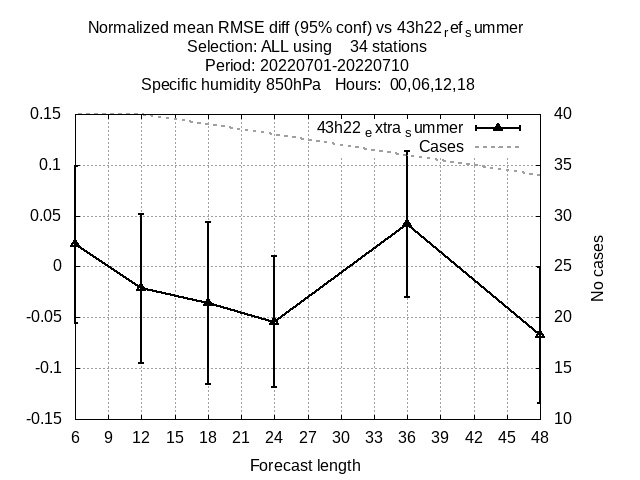 Normalized mean RMSE diff (95% conf) vs 43h22refsummer
Selection: ALL using 34 stations
Period: 20220701-20220710
Specific humidity 850hPa Hours: 00,06,12,18
43h22extrasummer
Cases
0.15
0.1
0.05
0
-0.05
-0.1
-0.15
40
35
30
25
20
15
10
No cases
6 9 12 15 18 21 24 27 30 33 36 39 42 45 48
Forecast length